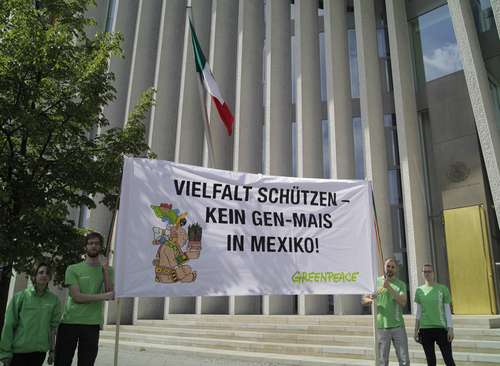 VIELFALT SCHÜTZEN –
KEIN GEN-MAIS
IN MEXIKO!
GREENPEACE